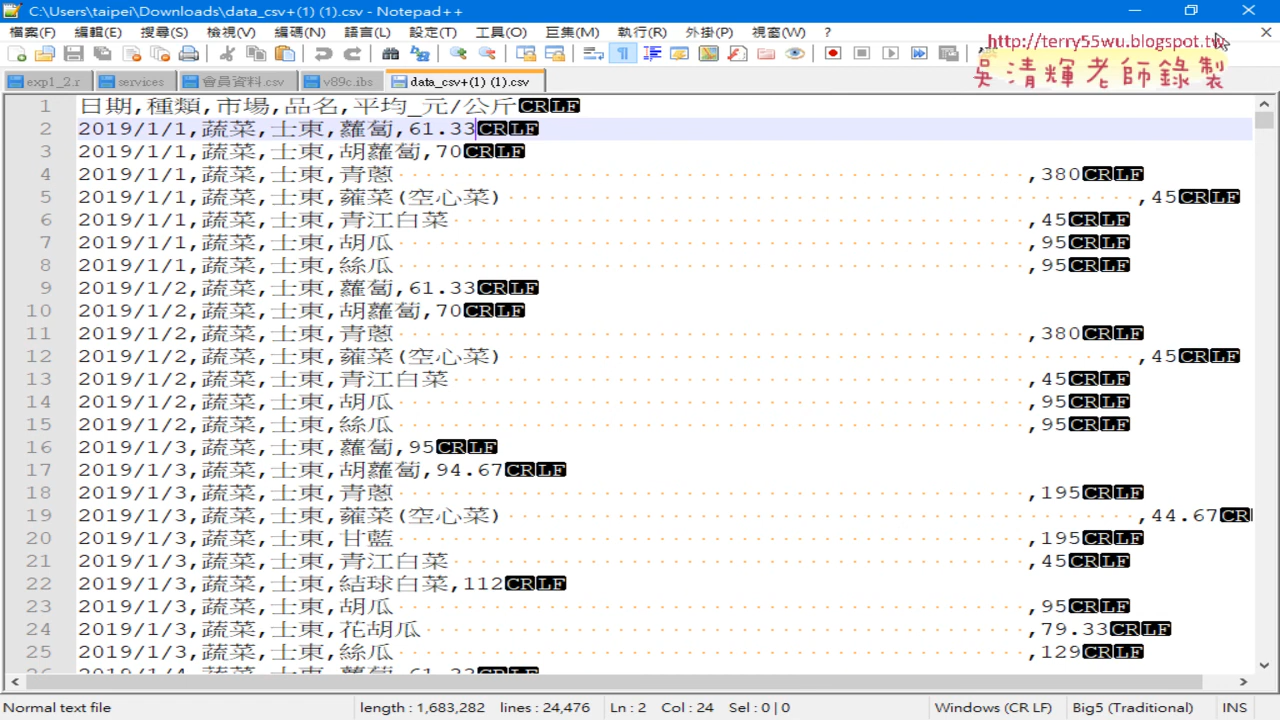 C:\Users\taipei\Downloads\data_csv+(1) (1).csv - Notepad++
檔案(F) 編輯(E) 搜尋(S) 檢視(V) 編碼(N) 語言(L) 設定(T) 工具(O) 巨集(M) 執行(R) 外掛(P) 視窗(W) ?
http://terry55wu.blogspot.tw
吳清輝老師錄製
exp1_2.r services 會員資料.csv v89c.ibs data_csv+(1) (1).csv
1 日期,種類,市場,品名,平均_元/公斤CRLF
2 2019/1/1,蔬菜,士東,蘿蔔,61.33CRLF
3 2019/1/1,蔬菜,士東,胡蘿蔔,70CRLF
4 2019/1/1,蔬菜,士東,青蔥 ,380CRLF
5 2019/1/1,蔬菜,士東,蕹菜(空心菜) ,45CRLF
6 2019/1/1,蔬菜,士東,青江白菜 ,45CRLF
7 2019/1/1,蔬菜,士東,胡瓜 ,95CRLF
8 2019/1/1,蔬菜,士東,絲瓜 ,95CRLF
9 2019/1/2,蔬菜,士東,蘿蔔,61.33CRLF
10 2019/1/2,蔬菜,士東,胡蘿蔔,70CRLF
11 2019/1/2,蔬菜,士東,青蔥 ,380CRLF
12 2019/1/2,蔬菜,士東,蕹菜(空心菜) ,45CRLF
13 2019/1/2,蔬菜,士東,青江白菜 ,45CRLF
14 2019/1/2,蔬菜,士東,胡瓜 ,95CRLF
15 2019/1/2,蔬菜,士東,絲瓜 ,95CRLF
16 2019/1/3,蔬菜,士東,蘿蔔,95CRLF
17 2019/1/3,蔬菜,士東,胡蘿蔔,94.67CRLF
18 2019/1/3,蔬菜,士東,青蔥 ,195CRLF
19 2019/1/3,蔬菜,士東,蕹菜(空心菜) ,44.67CR
20 2019/1/3,蔬菜,士東,甘藍 ,195CRLF
21 2019/1/3,蔬菜,士東,青江白菜 ,45CRLF
22 2019/1/3,蔬菜,士東,結球白菜,112CRLF
23 2019/1/3,蔬菜,士東,胡瓜 ,95CRLF
24 2019/1/3,蔬菜,士東,花胡瓜 ,79.33CRLF
25 2019/1/3,蔬菜,士東,絲瓜 ,129CRLF
26 2019/1/4,蔬菜,士東,蘿蔔,61.33CRLF
Normal text file length : 1,683,282 lines : 24,476 Ln : 2 Col : 24 Sel : 0 | 0 Windows (CR LF) Big5 (Traditional) INS